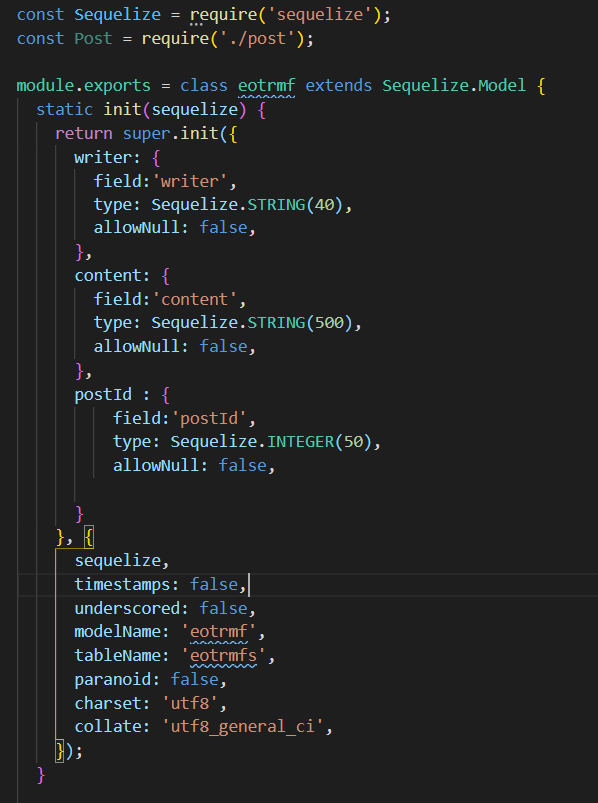 const Sequelize = require('sequelize');
const Post = require('./post');
module.exports = class eotrmf extends Sequelize.Model {
static init(sequelize) {
return super.init({
writer: {
field:'writer',
type: Sequelize.STRING(40),
allowNull: false,
},
content: {
field:'content',
type: Sequelize.STRING(500),
allowNull: false,
},
postId : {
field:'postId',
type: Sequelize.INTEGER(50),
allowNull: false,
}
}, {
sequelize,
timestamps: false,
underscored: false,
modelName: 'eotrmf',
tableName: 'eotrmfs',
paranoid: false,
charset: 'utf8',
collate: 'utf8_general_ci',
});
}